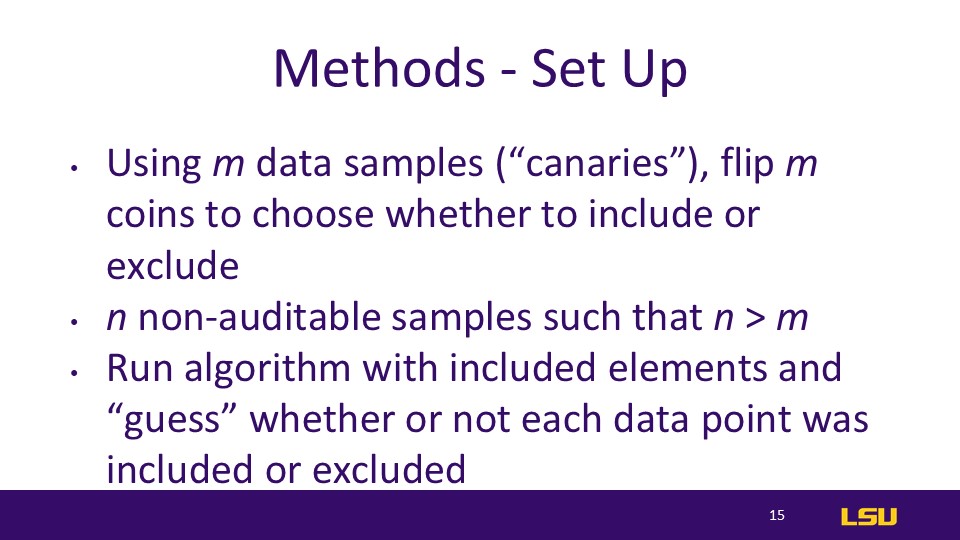 Methods - Set Up
• Using m data samples (“canaries”), flip m
coins to choose whether to include or
exclude
• n non-auditable samples such that n > m
• Run algorithm with included elements and
“guess” whether or not each data point was
included or excluded
15
LSU